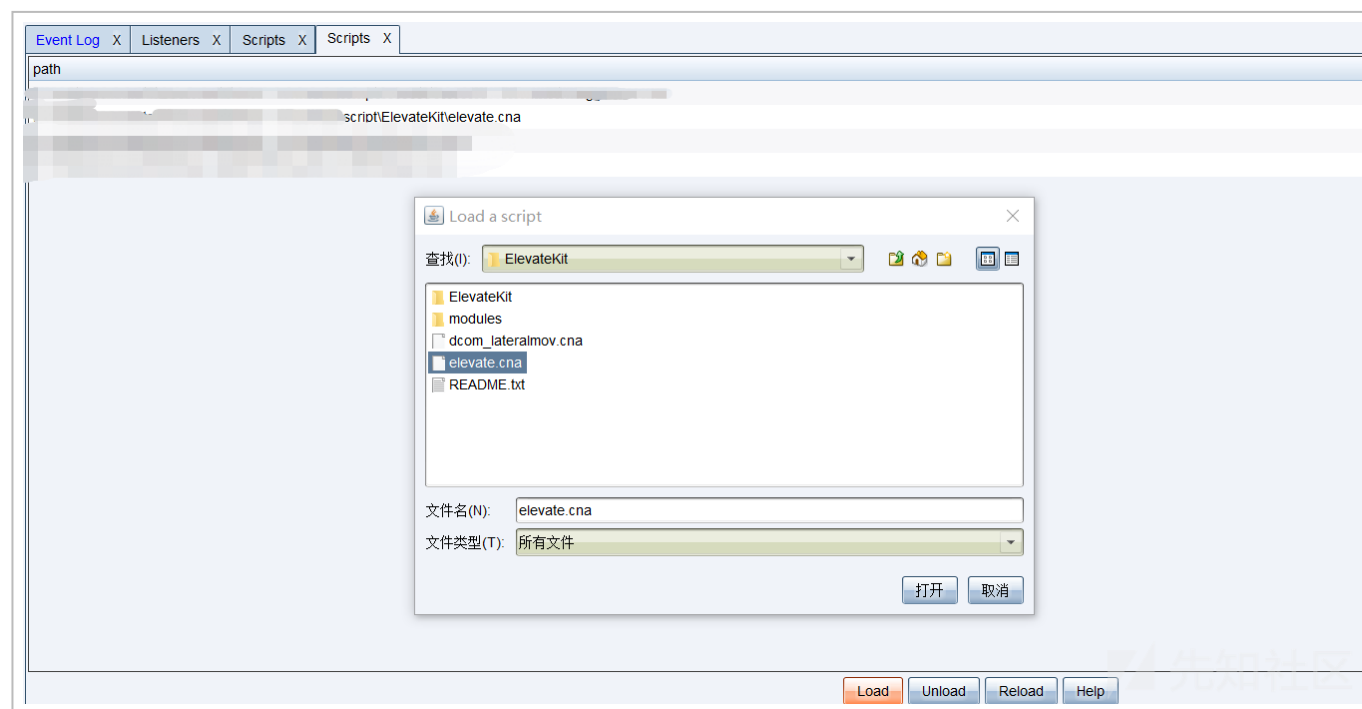 Event Log X Listeners X Scripts X Scripts X
path
script\ElevateKit\elevate.cna
Load a script
查找(I): ElevateKit
ElevateKit
modules
dcom_lateralmov.cna
elevate.cna
README.txt
文件名(N): elevate.cna
文件类型(T): 所有文件
打开 取消
先知社区
Load Unload Reload Help